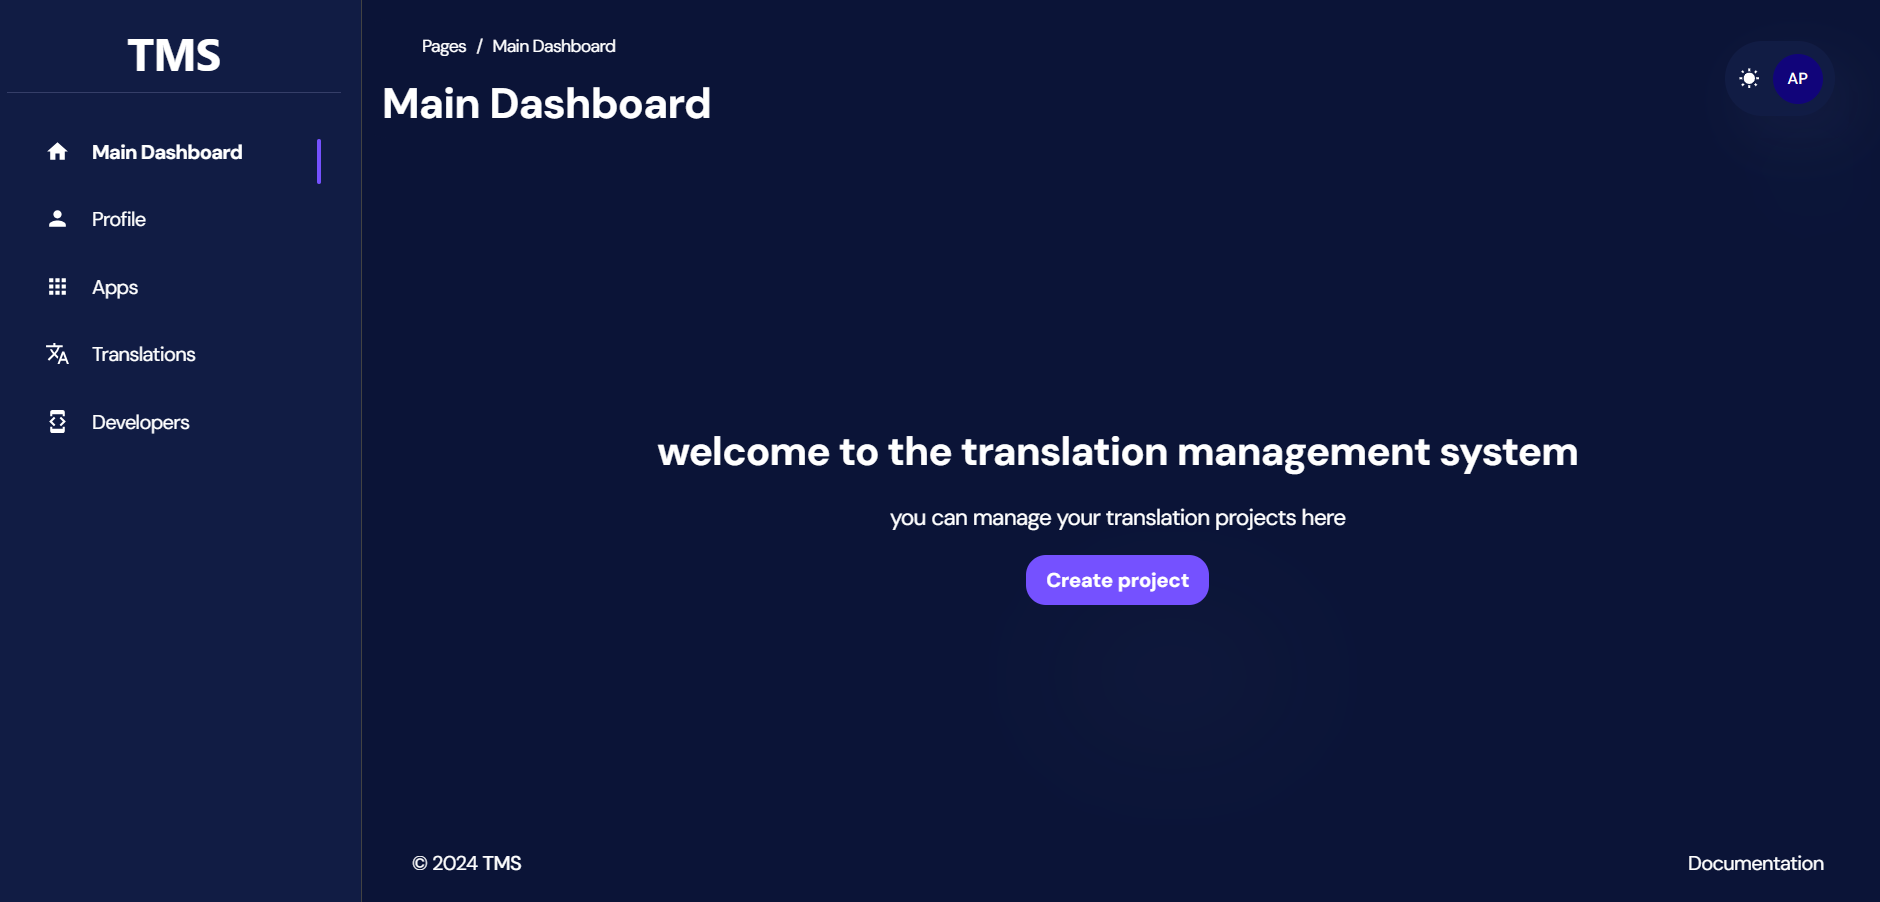 TMS
Main Dashboard
Profile
Apps
Translations
Developers
Pages / Main Dashboard
Main Dashboard
AP
welcome to the translation management system
you can manage your translation projects here
Create project
© 2024 TMS
Documentation